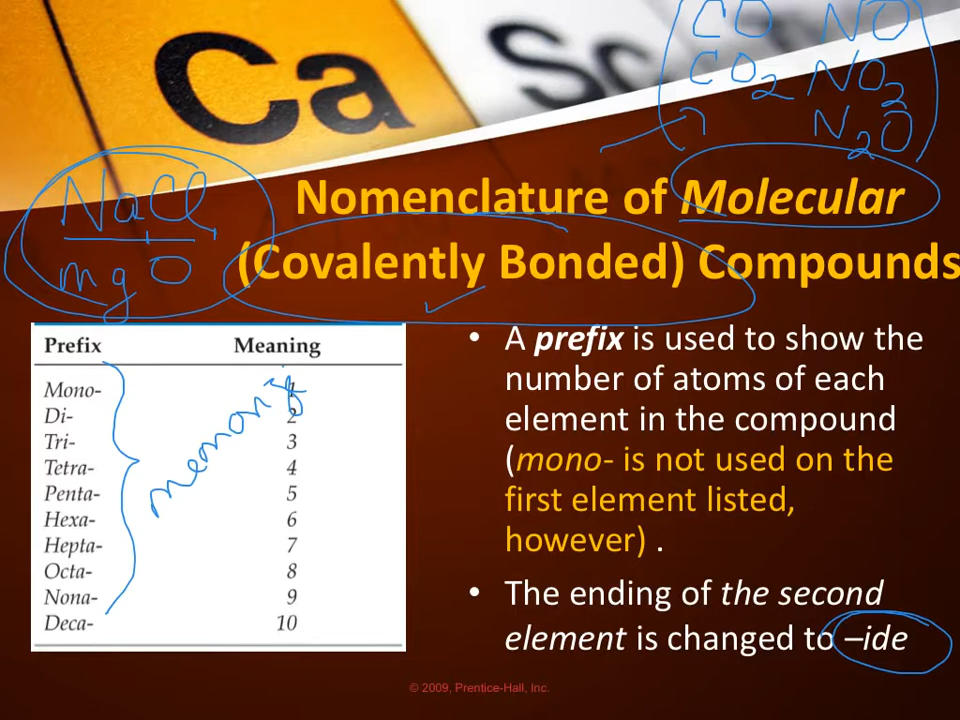 Ca Sc
CO NO
CO2 NO2
N2O
NaCl
mgO
Nomenclature of Molecular
(Covalently Bonded) Compounds
Prefix Meaning
Mono- 1
Di- 2
Tri- 3
Tetra- 4
Penta- 5
Hexa- 6
Hepta- 7
Octa- 8
Nona- 9
Deca- 10
• A prefix is used to show the
number of atoms of each
element in the compound
(mono- is not used on the
first element listed,
however) .
• The ending of the second
element is changed to –ide
© 2009, Prentice-Hall, Inc.